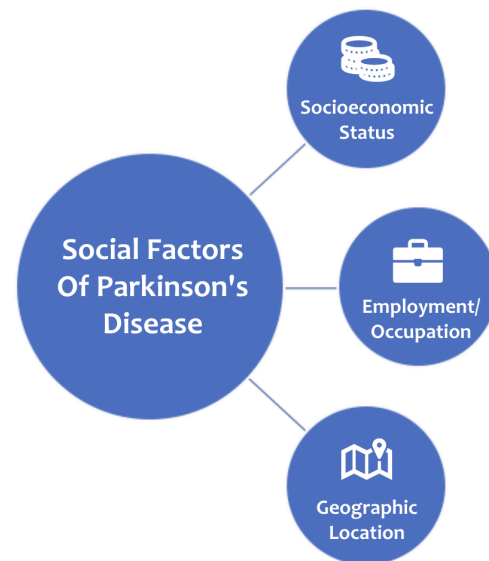 Socioeconomic
Status
Social Factors
Of Parkinson's
Disease
Employment/
Occupation
Geographic
Location